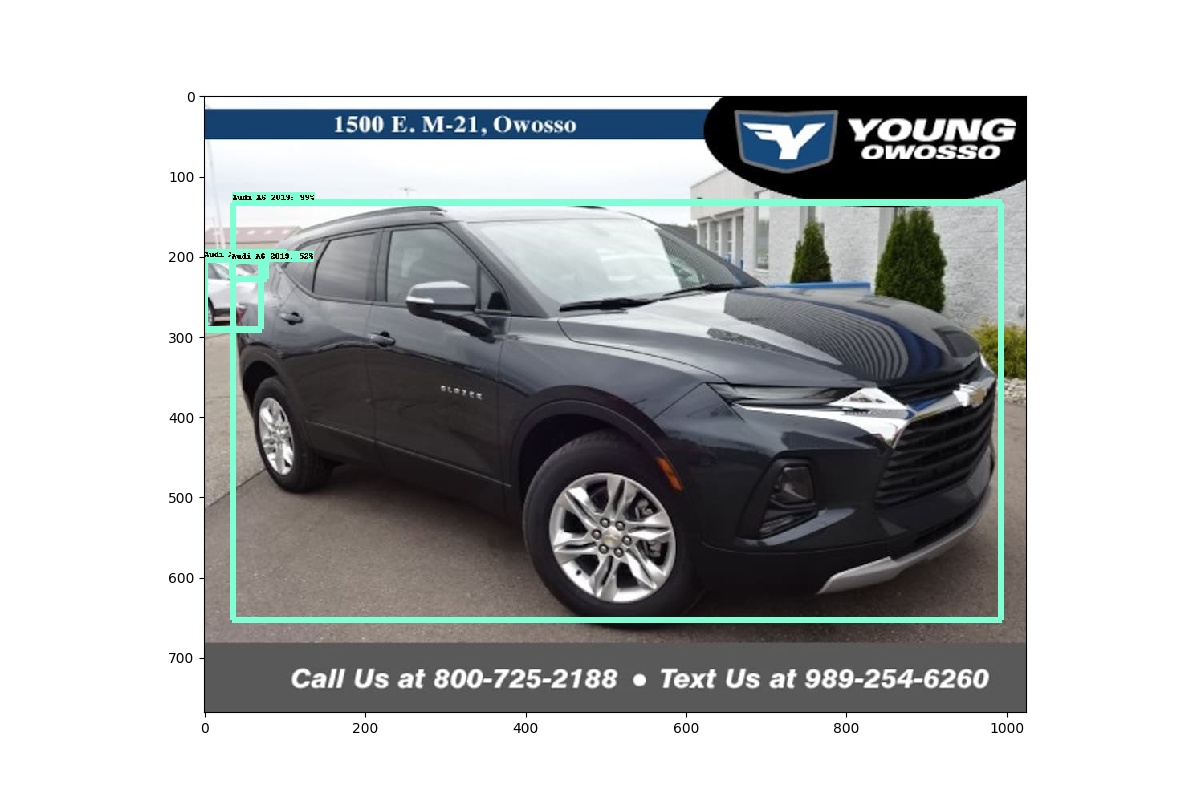 0
1500 E. M-21, Owosso
YOUNG
OWOSSO
100
Audi A6 2019: 99%
200
Audi
Audi A6 2019: 52%
300
BLAZER
400
500
600
700
Call Us at 800-725-2188 ● Text Us at 989-254-6260
0 200 400 600 800 1000